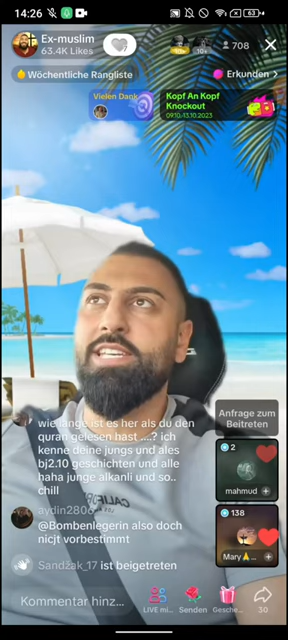 14:26
63
Ex-muslim
63.4K Likes
708
Wöchentliche Rangliste
Erkunden >
Vielen Dank
Kopf An Kopf
Knockout
09.10-13.10.2023
wie lange ist es her als du den
quran gelesen hast ....? ich
kenne deine jungs und ales
bj2.10 geschichten und alle
haha junge alkanli und so..
chill
Anfrage zum
Beitreten
2
mahmud
aydin2806
@Bombenlegerin also doch
nicjt vorbestimmt
138
Mary
Sandżak_17 ist beigetreten
Kommentar hinz...
LIVE mi...
Senden
Gesche...
30